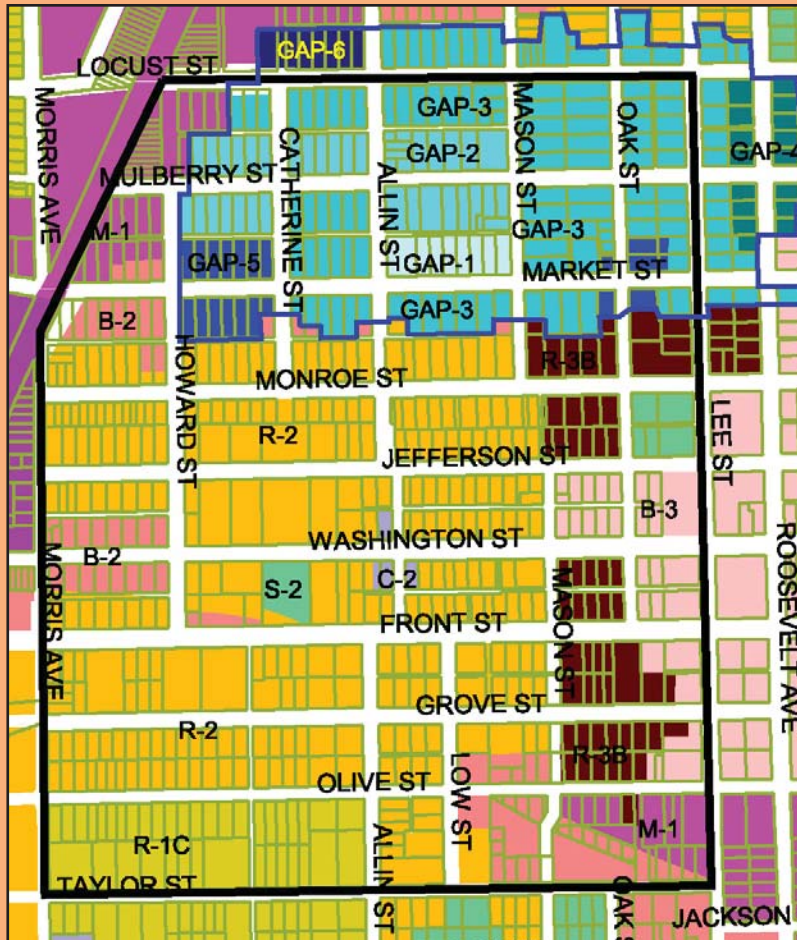 GAP-6
LOCUST ST
MORRIS AVE
GAP-3
MASON ST
OAK ST
CATHERINE ST
GAP-2
ALLIN ST
GAP-4
MULBERRY ST
M-1
GAP-3
GAP-5
GAP-1
MARKET ST
B-2
GAP-3
HOWARD ST
R-3B
MONROE ST
LEE ST
R-2
JEFFERSON ST
B-3
WASHINGTON ST
ROOSEVELT AVE
B-2
MORRIS AVE
S-2
C-2
MASON ST
FRONT ST
GROVE ST
R-2
R-3B
LOW ST
OLIVE ST
M-1
R-1C
ALLIN ST
TAYLOR ST
OAK
JACKSON